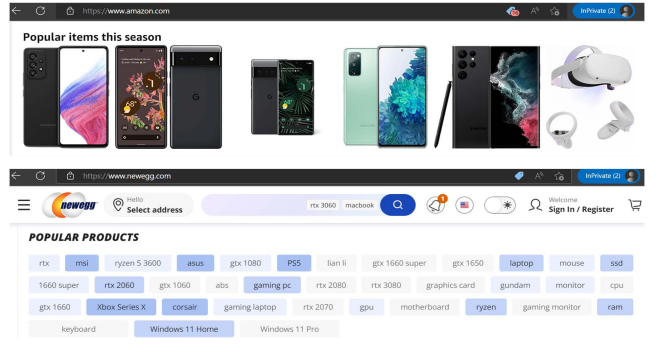 https://www.amazon.com
InPrivate (2)
Popular items this season
https://www.newegg.com
InPrivate (2)
newegg
Hello
Select address
rtx 3060 macbook
1
Welcome
Sign In / Register
POPULAR PRODUCTS
rtx msi ryzen 5 3600 asus gtx 1080 PS5 lian li gtx 1660 super gtx 1650 laptop mouse ssd
1660 super rtx 2060 gtx 1060 abs gaming pc rtx 2080 rtx 3080 graphics card gundam monitor cpu
gtx 1660 Xbox Series X corsair gaming laptop rtx 2070 gpu motherboard ryzen gaming monitor ram
keyboard Windows 11 Home Windows 11 Pro